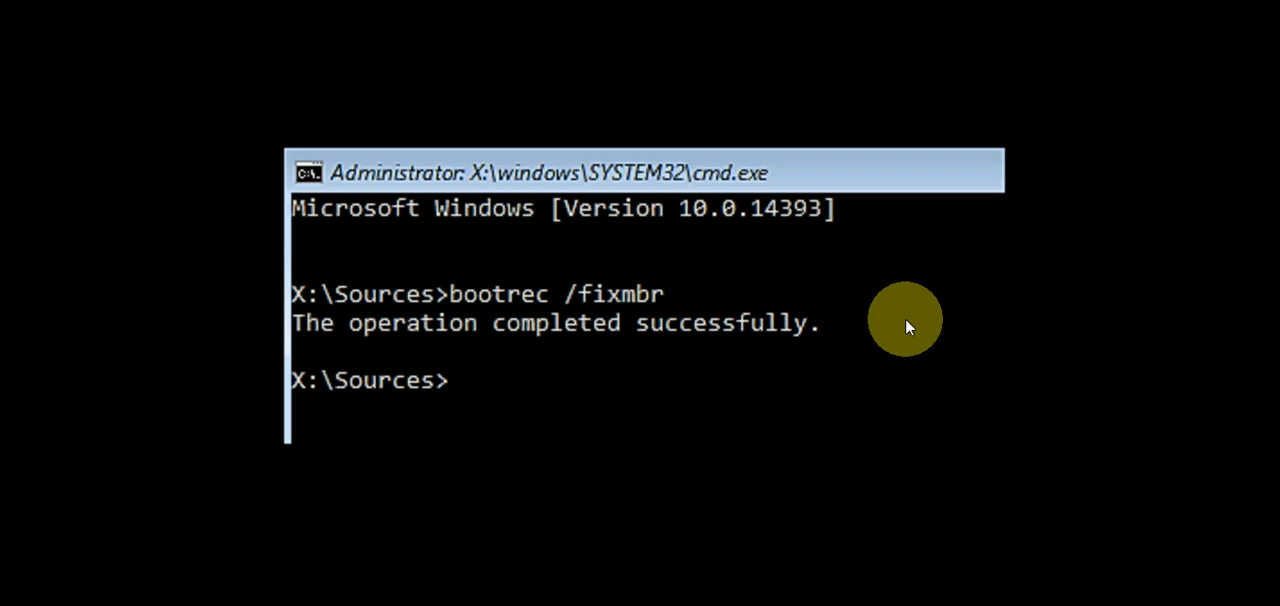 Administrator: X:\windows\SYSTEM32\cmd.exe
Microsoft Windows [Version 10.0.14393]
X:\Sources>bootrec /fixmbr
The operation completed successfully.
X:\Sources>